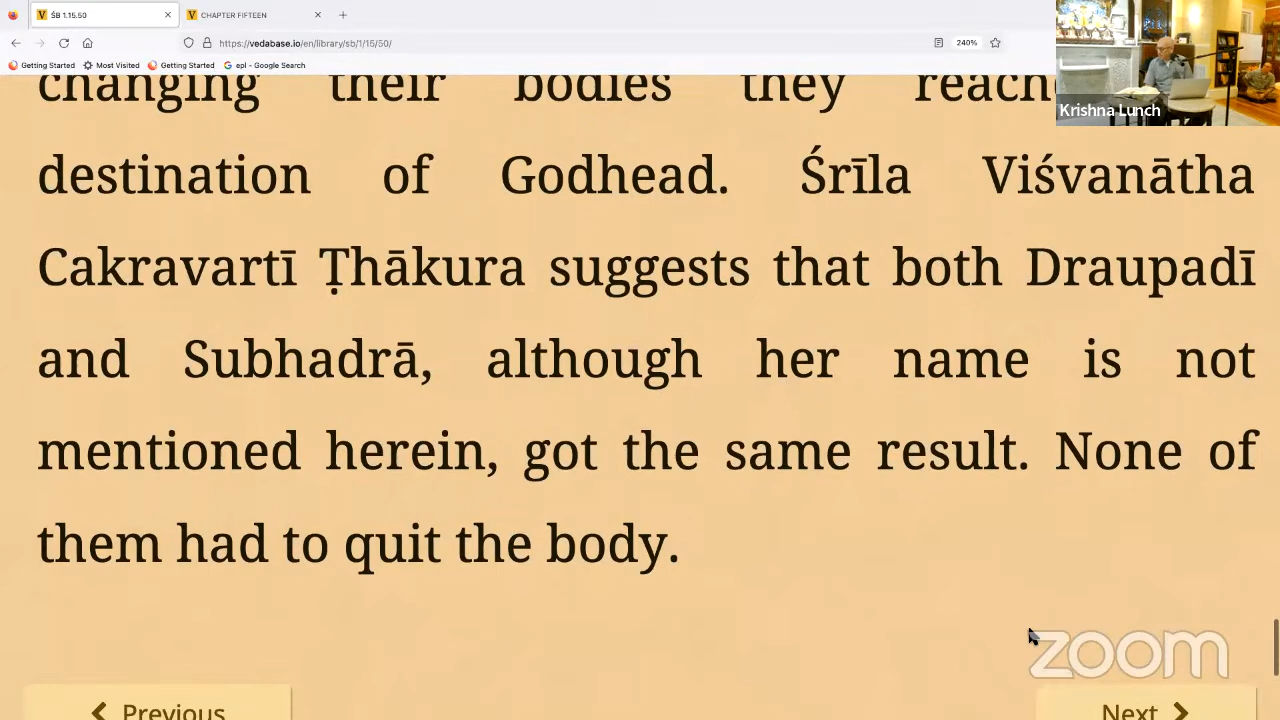 ŚB 1.15.50
CHAPTER FIFTEEN
https://vedabase.io/en/library/sb/1/15/50/
240%
Getting Started
Most Visited
Getting Started
epl - Google Search
Krishna Lunch
changing their bodies they
destination of Godhead. Śrīla Viśvanātha
Cakravartī Ṭhākura suggests that both Draupadī
and Subhadrā, although her name is not
mentioned herein, got the same result. None of
them had to quit the body.
zoom
Previous
Next